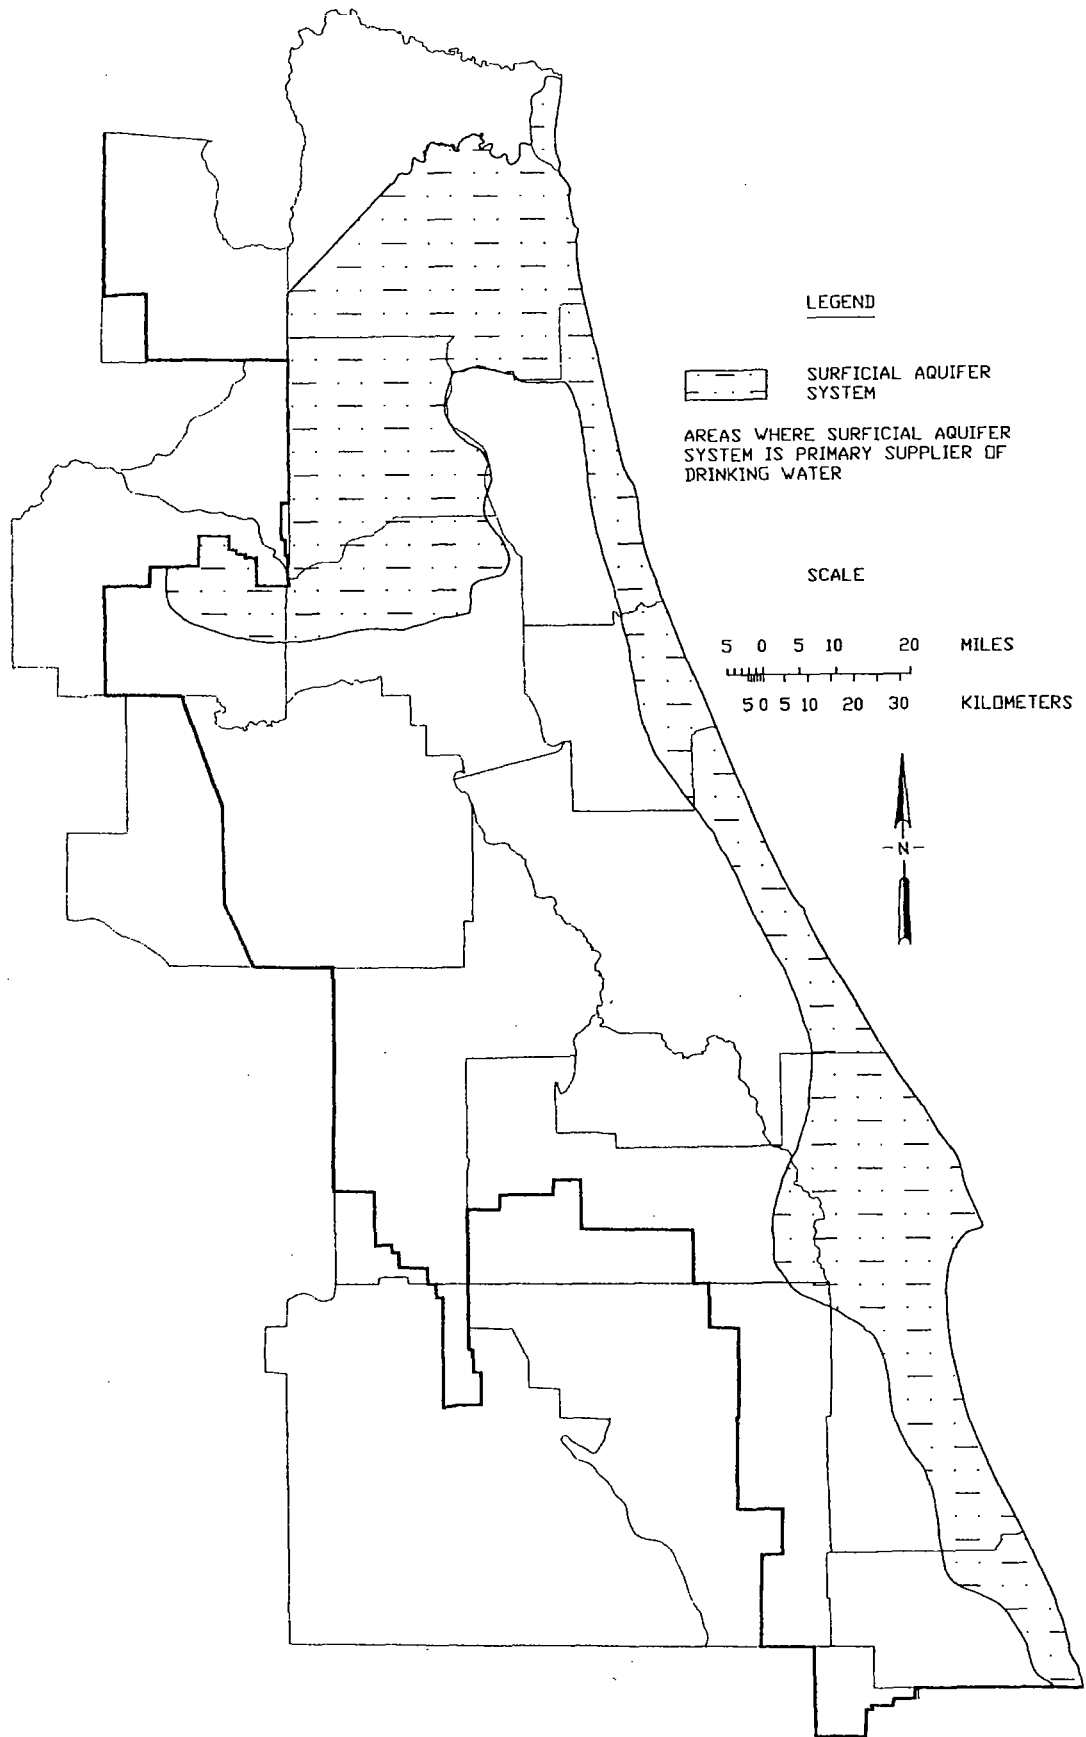 LEGEND
SURFICIAL AQUIFER
SYSTEM
AREAS WHERE SURFICIAL AQUIFER
SYSTEM IS PRIMARY SUPPLIER OF
DRINKING WATER
SCALE
5 0 5 10 20 MILES
5 0 5 10 20 30 KILOMETERS
N